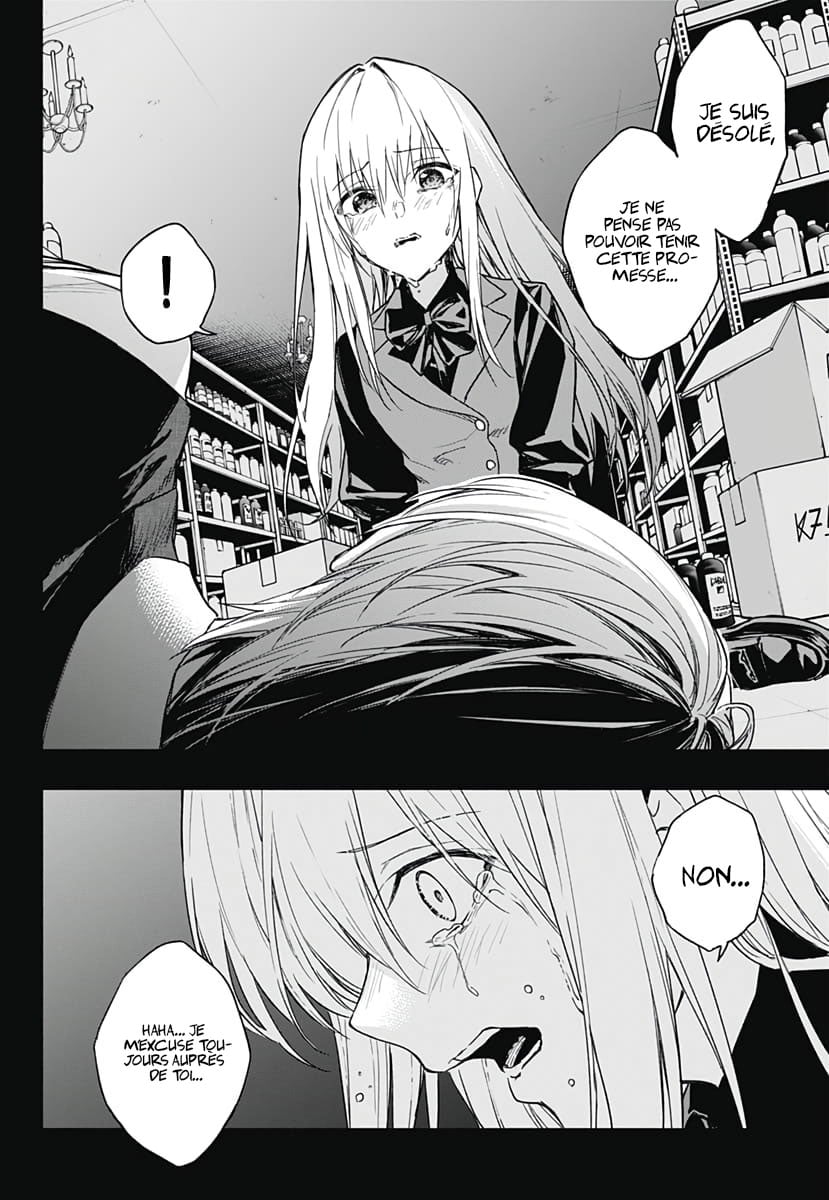 JE SUIS
DÉSOLÉ,
JE NE
PENSE PAS
POUVOIR TENIR
CETTE PRO-
MESSE...
!
K7
NON...
HAHA... JE
M'EXCUSE TOU-
JOURS AUPRÈS
DE TOI...